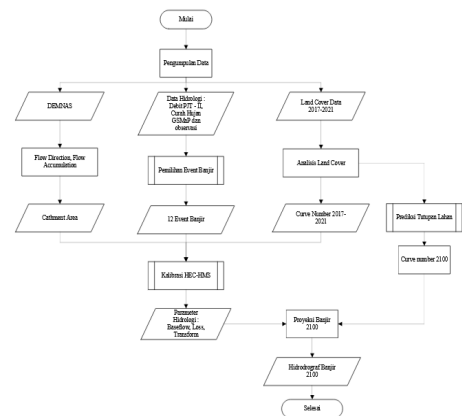 Mulai
Pengumpulan Data
DEMNAS
Data Hidrologi :
Debit PJT - II,
Curah Hujan
GSMaP dan
observasi
Land Cover Data
2017-2021
Flow Direction, Flow
Accumulation
Pemilihan Event Banjir
Analisis Land Cover
Cathment Area
12 Event Banjir
Curve Number 2017-
2021
Prediksi Tutupan Lahan
Curve number 2100
Kalibrasi HEC-HMS
Parameter
Hidrologi :
Baseflow, Loss,
Transform
Proyeksi Banjir
2100
Hidrodrograf Banjir
2100
Selesai